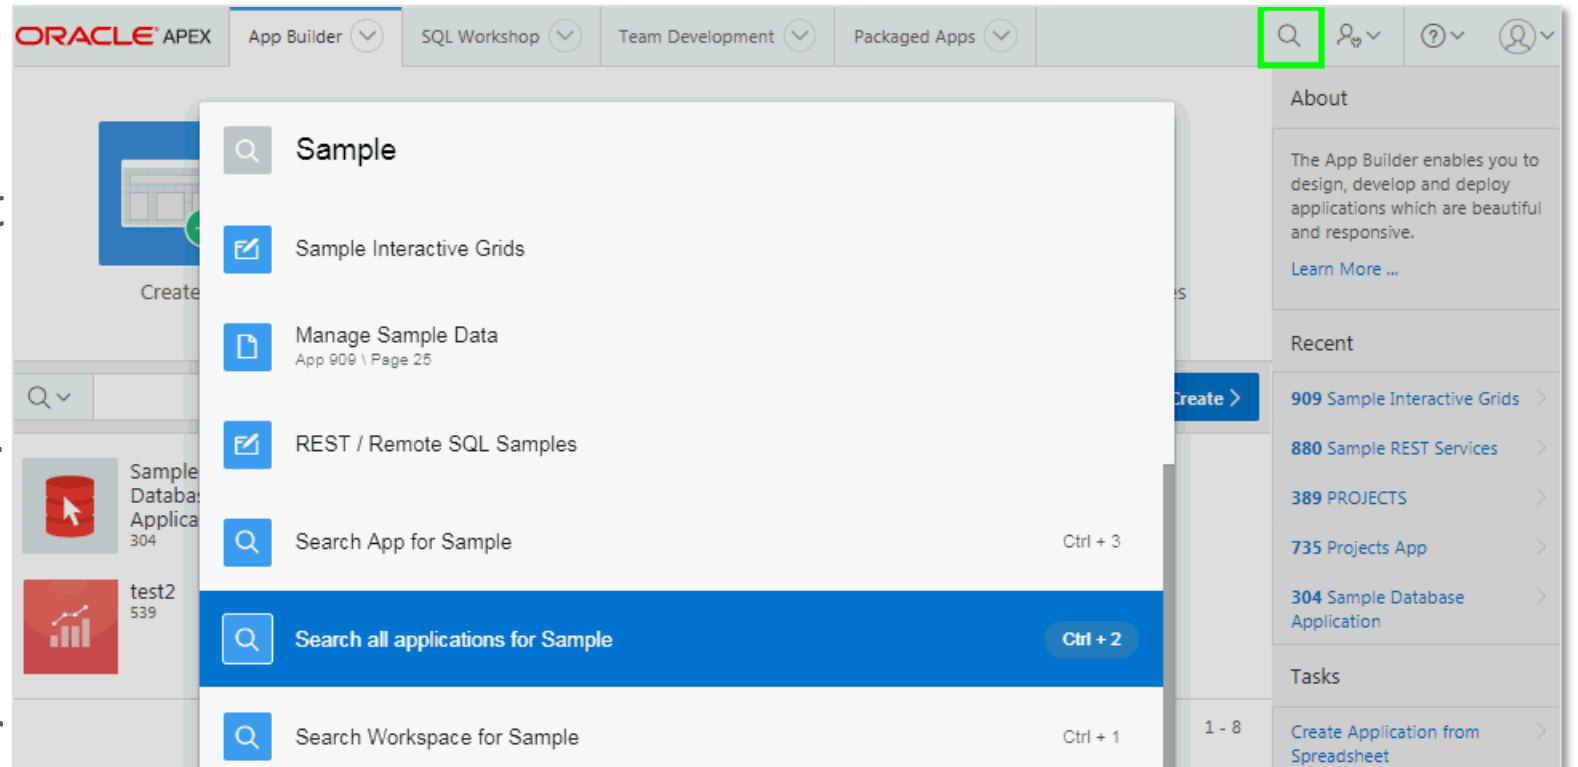 ORACLE® APEX
App Builder
SQL Workshop
Team Development
Packaged Apps
Sample
Sample Interactive Grids
Manage Sample Data
App 909 \ Page 25
REST / Remote SQL Samples
Search App for Sample
Ctrl + 3
Search all applications for Sample
Ctrl + 2
Search Workspace for Sample
Ctrl + 1
Create
Create >
Sample
Applica
304
test2
539
1 - 8
About
The App Builder enables you to
design, develop and deploy
applications which are beautiful
and responsive.
Learn More ...
Recent
909 Sample Interactive Grids
880 Sample REST Services
389 PROJECTS
735 Projects App
304 Sample Database
Application
Tasks
Create Application from
Spreadsheet